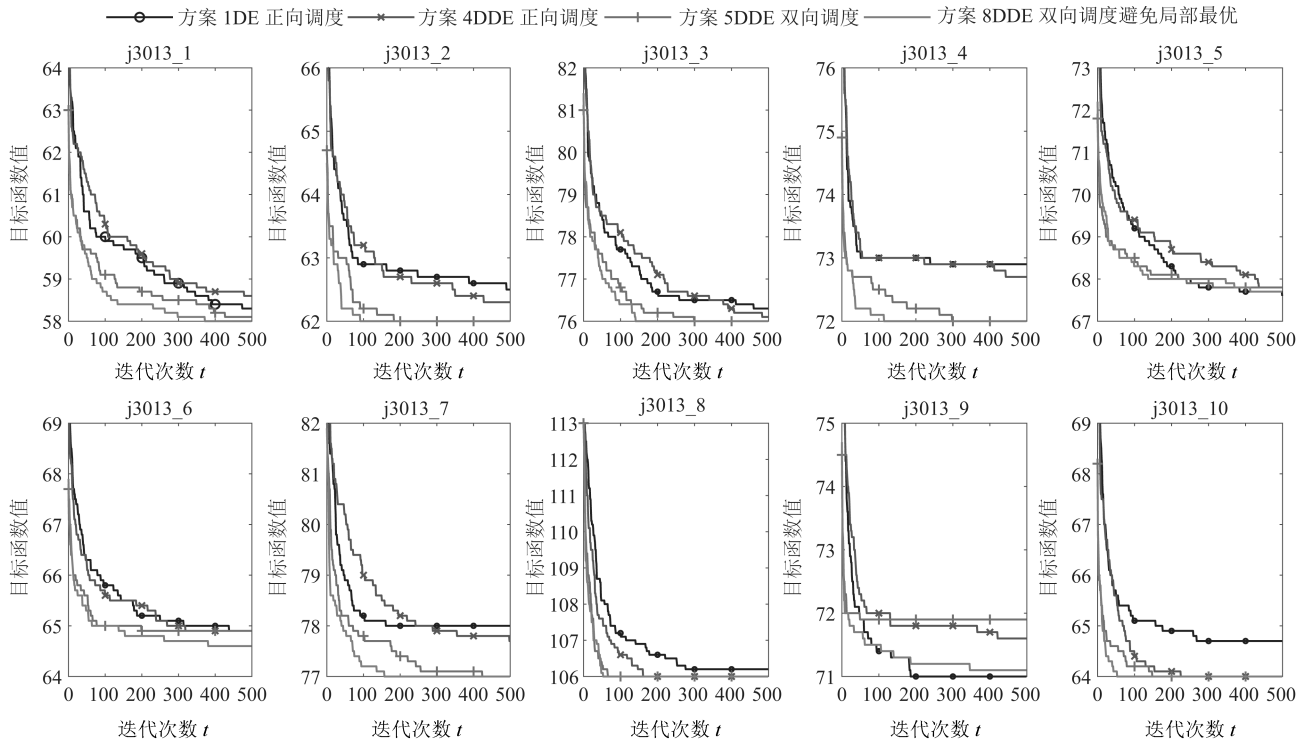 方案 1DE 正向调度 方案 4DDE 正向调度 方案 5DDE 双向调度 方案 8DDE 双向调度避免局部最优
j3013_1 j3013_2 j3013_3 j3013_4 j3013_5
64 63 62 61 60 59 58
66 65 64 63 62
82 81 80 79 78 77 76
76 75 74 73 72
73 72 71 70 69 68 67
目标函数值 目标函数值 目标函数值 目标函数值 目标函数值
0 100 200 300 400 500 0 100 200 300 400 500 0 100 200 300 400 500 0 100 200 300 400 500 0 100 200 300 400 500
迭代次数 t 迭代次数 t 迭代次数 t 迭代次数 t 迭代次数 t
j3013_6 j3013_7 j3013_8 j3013_9 j3013_10
69 68 67 66 65 64
82 81 80 79 78 77
113 112 111 110 109 108 107 106
75 74 73 72 71
69 68 67 66 65 64
目标函数值 目标函数值 目标函数值 目标函数值 目标函数值
0 100 200 300 400 500 0 100 200 300 400 500 0 100 200 300 400 500 0 100 200 300 400 500 0 100 200 300 400 500
迭代次数 t 迭代次数 t 迭代次数 t 迭代次数 t 迭代次数 t